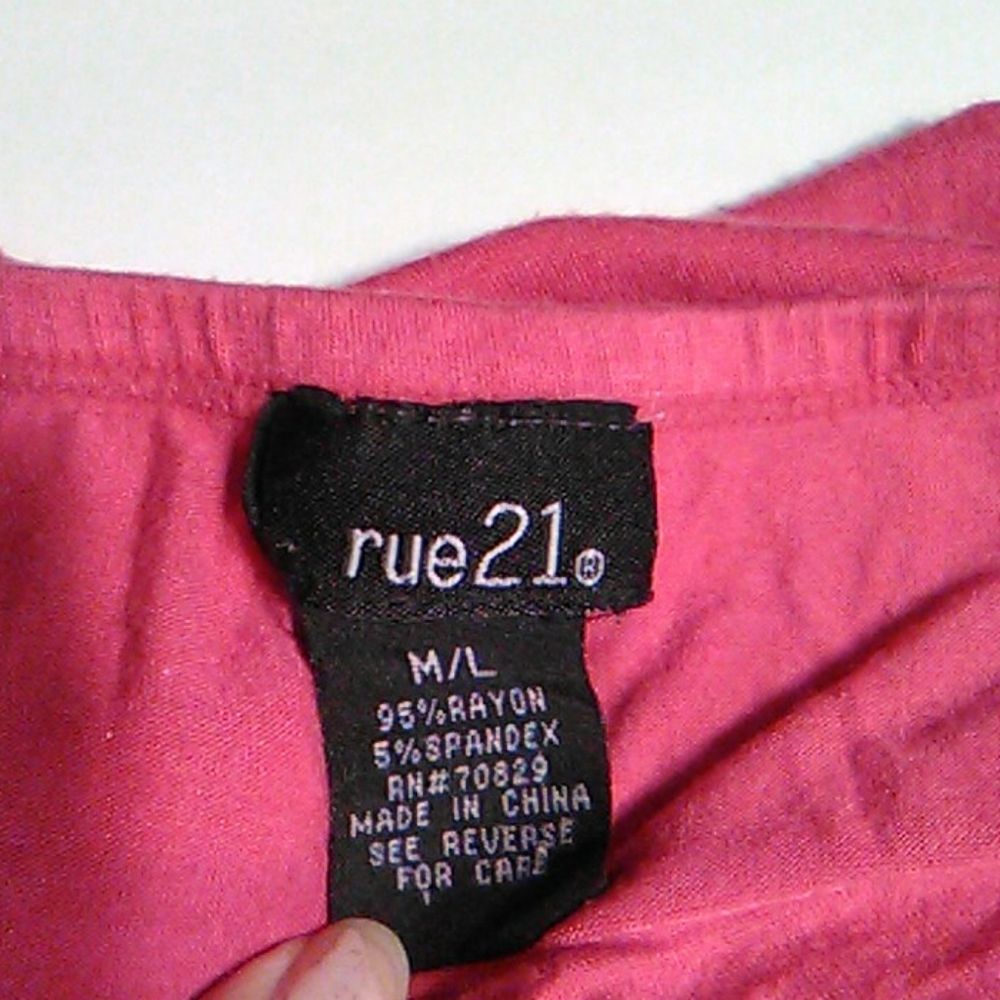 rue21®
M/L
95%RAYON
5%SPANDEX
RN#70829
MADE IN CHINA
SEE REVERSE
FOR CARE